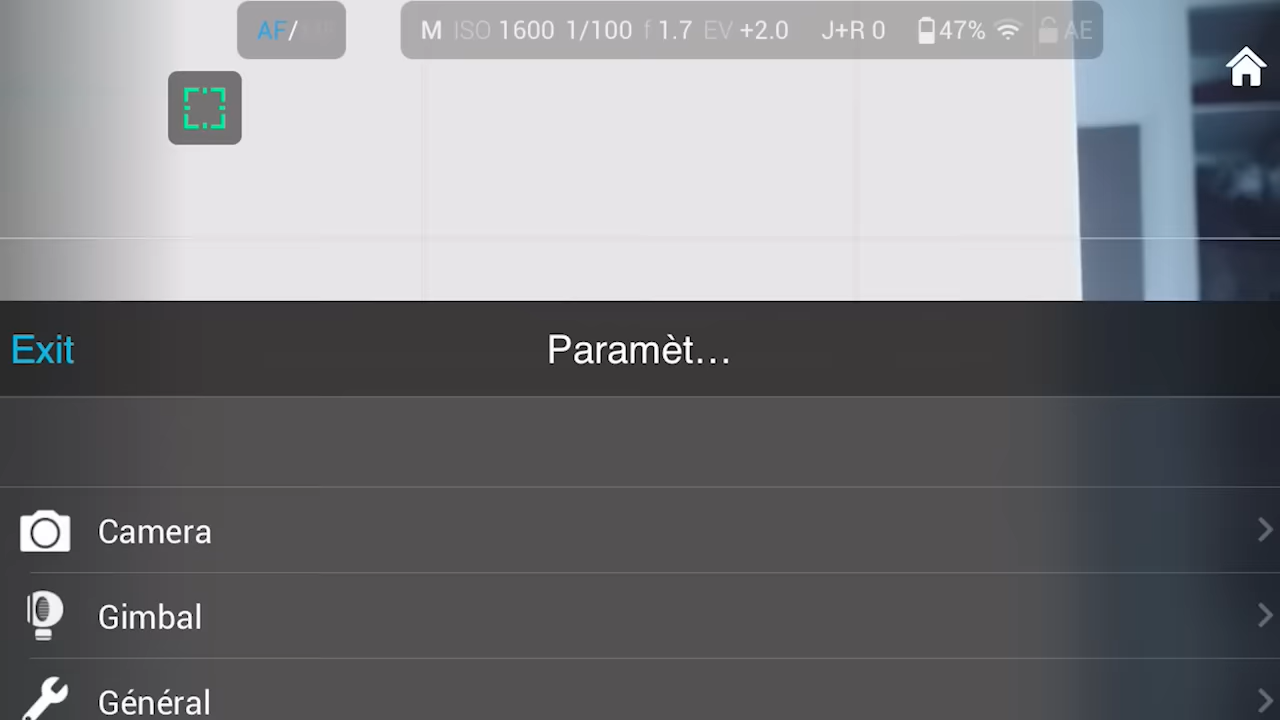 AF/
M ISO 1600 1/100 f 1.7 EV +2.0 J+R 0 47% AE
Exit
Paramèt...
Camera
Gimbal
Général